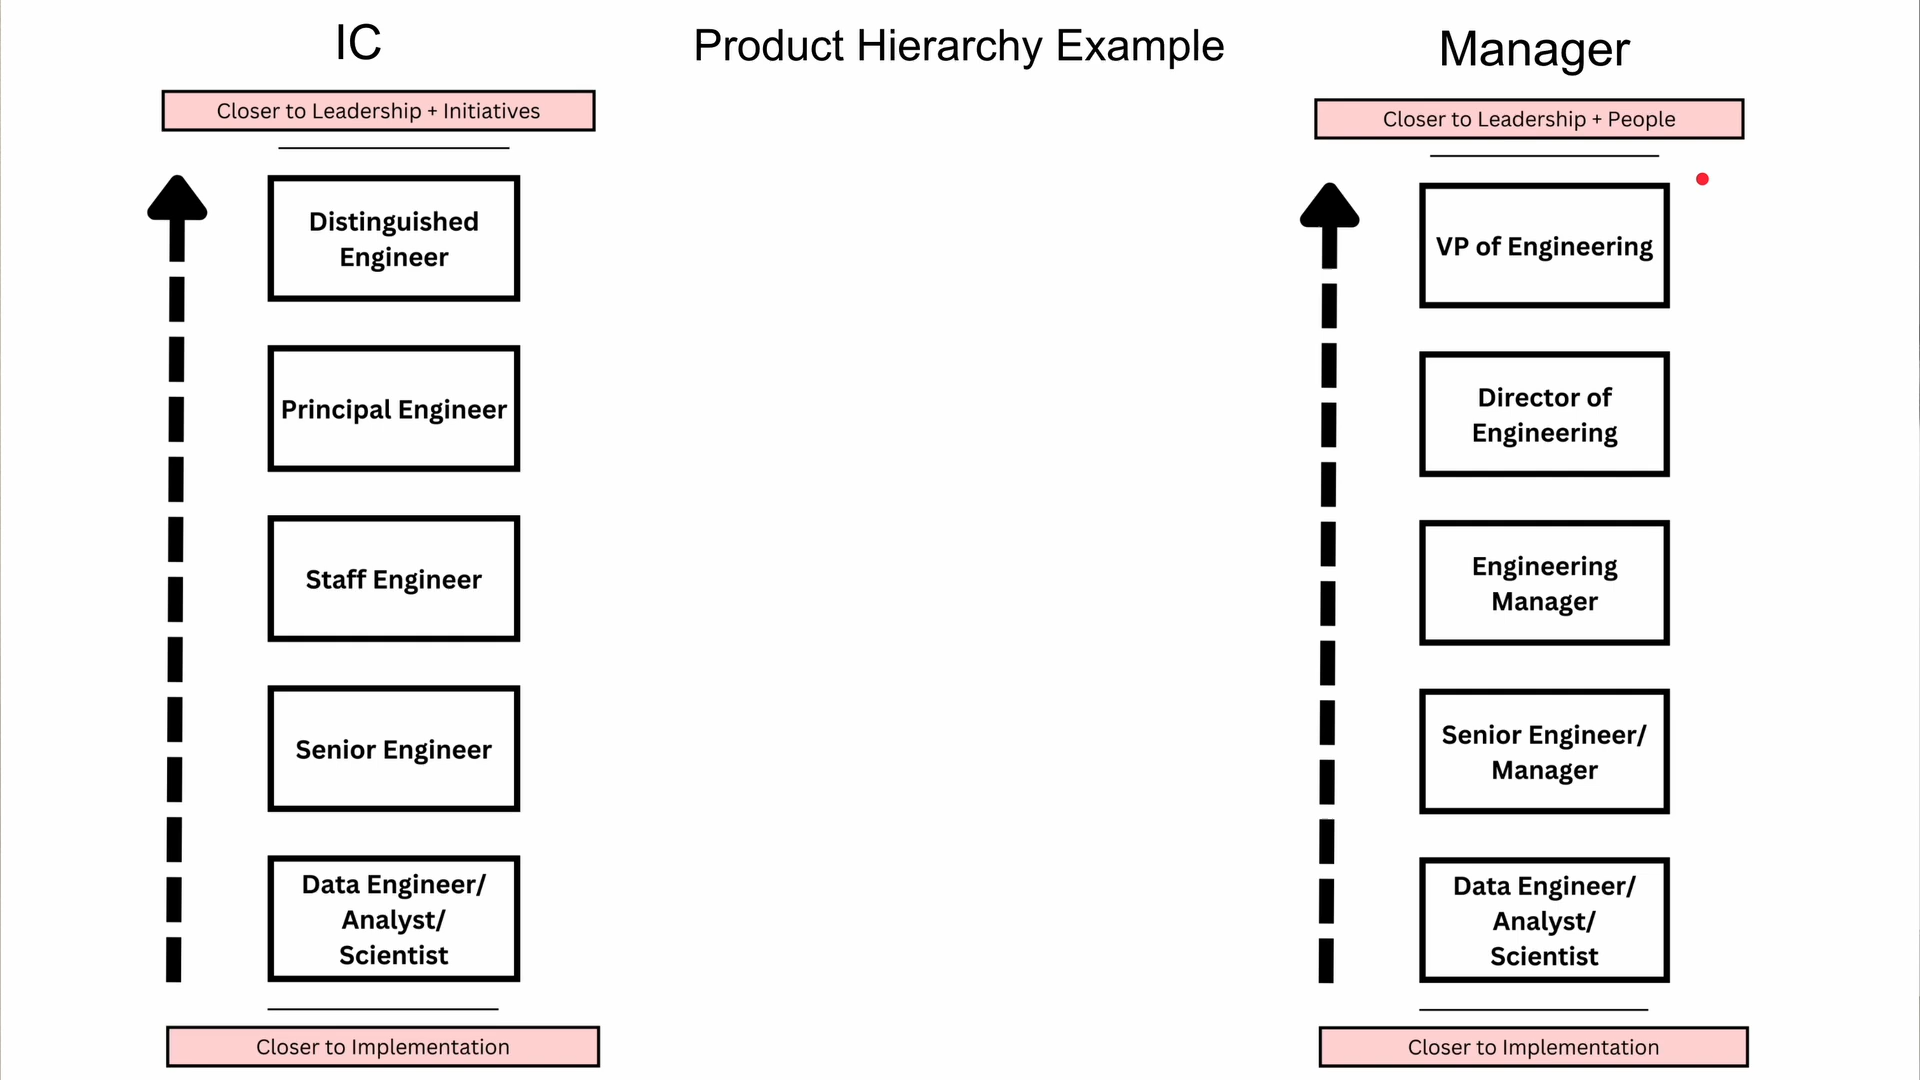 IC
Product Hierarchy Example
Manager
Closer to Leadership + Initiatives
Distinguished
Engineer
Principal Engineer
Staff Engineer
Senior Engineer
Data Engineer/
Analyst/
Scientist
Closer to Implementation
Closer to Leadership + People
VP of Engineering
Director of
Engineering
Engineering
Manager
Senior Engineer/
Manager
Data Engineer/
Analyst/
Scientist
Closer to Implementation